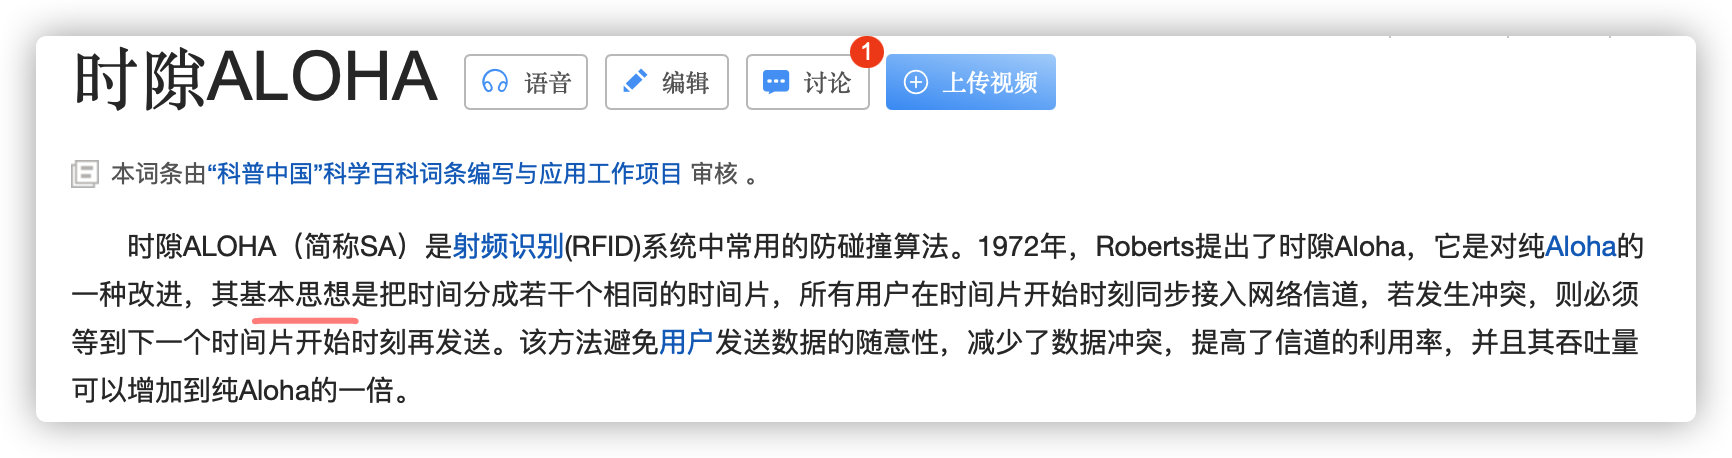 时隙ALOHA 语音 编辑 讨论 1 上传视频
本词条由“科普中国”科学百科词条编写与应用工作项目 审核 。
时隙ALOHA（简称SA）是射频识别(RFID)系统中常用的防碰撞算法。1972年，Roberts提出了时隙Aloha，它是对纯Aloha的
一种改进，其基本思想是把时间分成若干个相同的时间片，所有用户在时间片开始时刻同步接入网络信道，若发生冲突，则必须
等到下一个时间片开始时刻再发送。该方法避免用户发送数据的随意性，减少了数据冲突，提高了信道的利用率，并且其吞吐量
可以增加到纯Aloha的一倍。